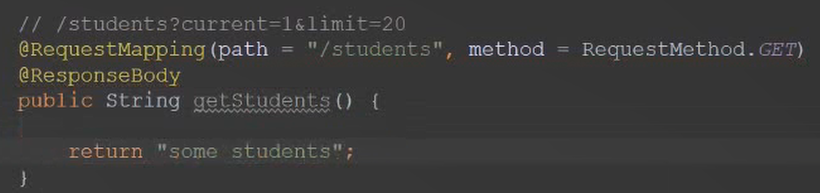 // /students?current=1&limit=20
@RequestMapping(path = "/students", method = RequestMethod.GET)
@ResponseBody
public String getStudents() {
return "some students";
}